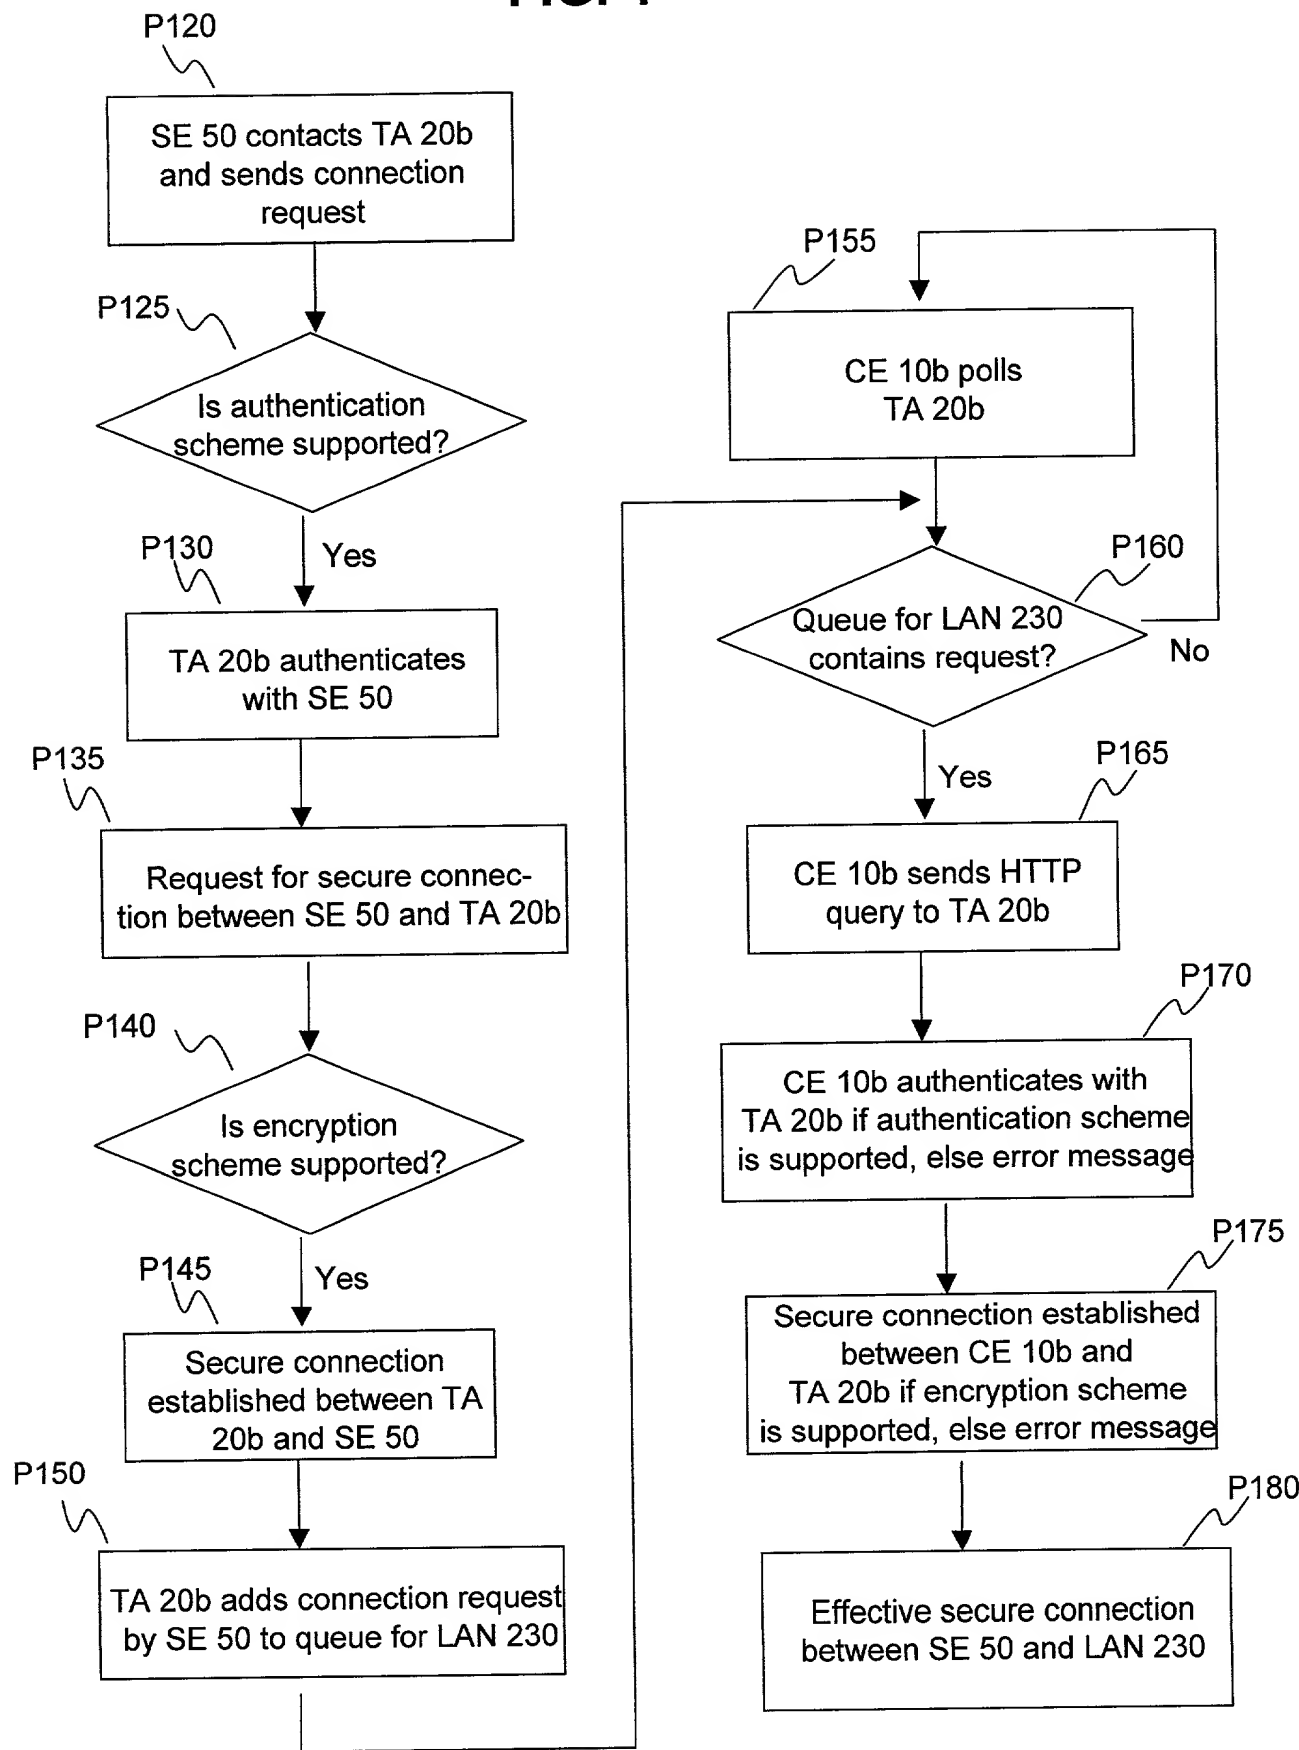 P120
SE 50 contacts TA 20b
and sends connection
request
P125
Is authentication
scheme supported?
Yes
P130
TA 20b authenticates
with SE 50
P135
Request for secure connec-
tion between SE 50 and TA 20b
P140
Is encryption
scheme supported?
Yes
P145
Secure connection
established between TA
20b and SE 50
P150
TA 20b adds connection request
by SE 50 to queue for LAN 230
P155
CE 10b polls
TA 20b
P160
Queue for LAN 230
contains request?
No
Yes
P165
CE 10b sends HTTP
query to TA 20b
P170
CE 10b authenticates with
TA 20b if authentication scheme
is supported, else error message
P175
Secure connection established
between CE 10b and
TA 20b if encryption scheme
is supported, else error message
P180
Effective secure connection
between SE 50 and LAN 230